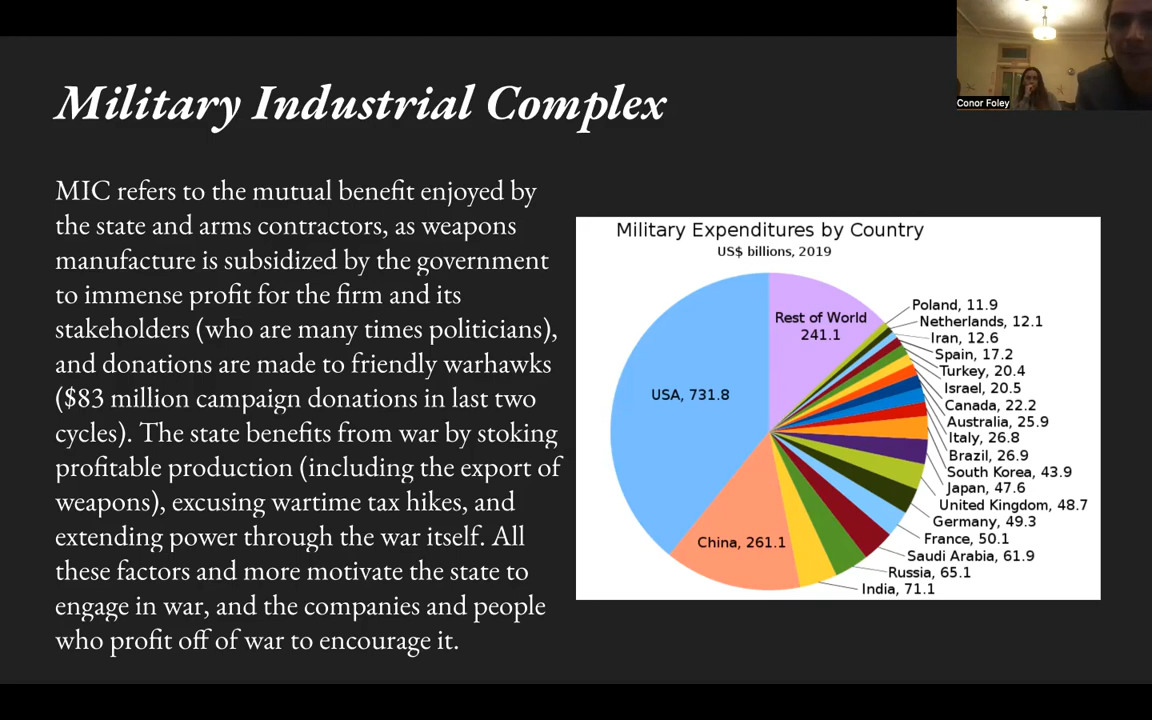 Military Industrial Complex
Conor Foley
MIC refers to the mutual benefit enjoyed by
the state and arms contractors, as weapons
manufacture is subsidized by the government
to immense profit for the firm and its
stakeholders (who are many times politicians),
and donations are made to friendly warhawks
($83 million campaign donations in last two
cycles). The state benefits from war by stoking
profitable production (including the export of
weapons), excusing wartime tax hikes, and
extending power through the war itself. All
these factors and more motivate the state to
engage in war, and the companies and people
who profit off of war to encourage it.
Military Expenditures by Country
US$ billions, 2019
Rest of World
241.1
USA, 731.8
China, 261.1
Poland, 11.9
Netherlands, 12.1
Iran, 12.6
Spain, 17.2
Turkey, 20.4
Israel, 20.5
Canada, 22.2
Australia, 25.9
Italy, 26.8
Brazil, 26.9
South Korea, 43.9
Japan, 47.6
United Kingdom, 48.7
Germany, 49.3
France, 50.1
Saudi Arabia, 61.9
Russia, 65.1
India, 71.1